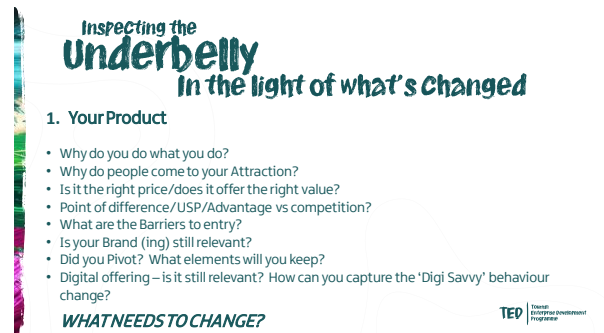 Inspecting the
Underbelly
In the light of what's Changed
1. Your Product
• Why do you do what you do?
• Why do people come to your Attraction?
• Is it the right price/does it offer the right value?
• Point of difference/USP/Advantage vs competition?
• What are the Barriers to entry?
• Is your Brand (ing) still relevant?
• Did you Pivot? What elements will you keep?
• Digital offering – is it still relevant? How can you capture the 'Digi Savvy' behaviour
change?
WHAT NEEDS TO CHANGE?
TED
Tourism
Enterprise Development
Programme